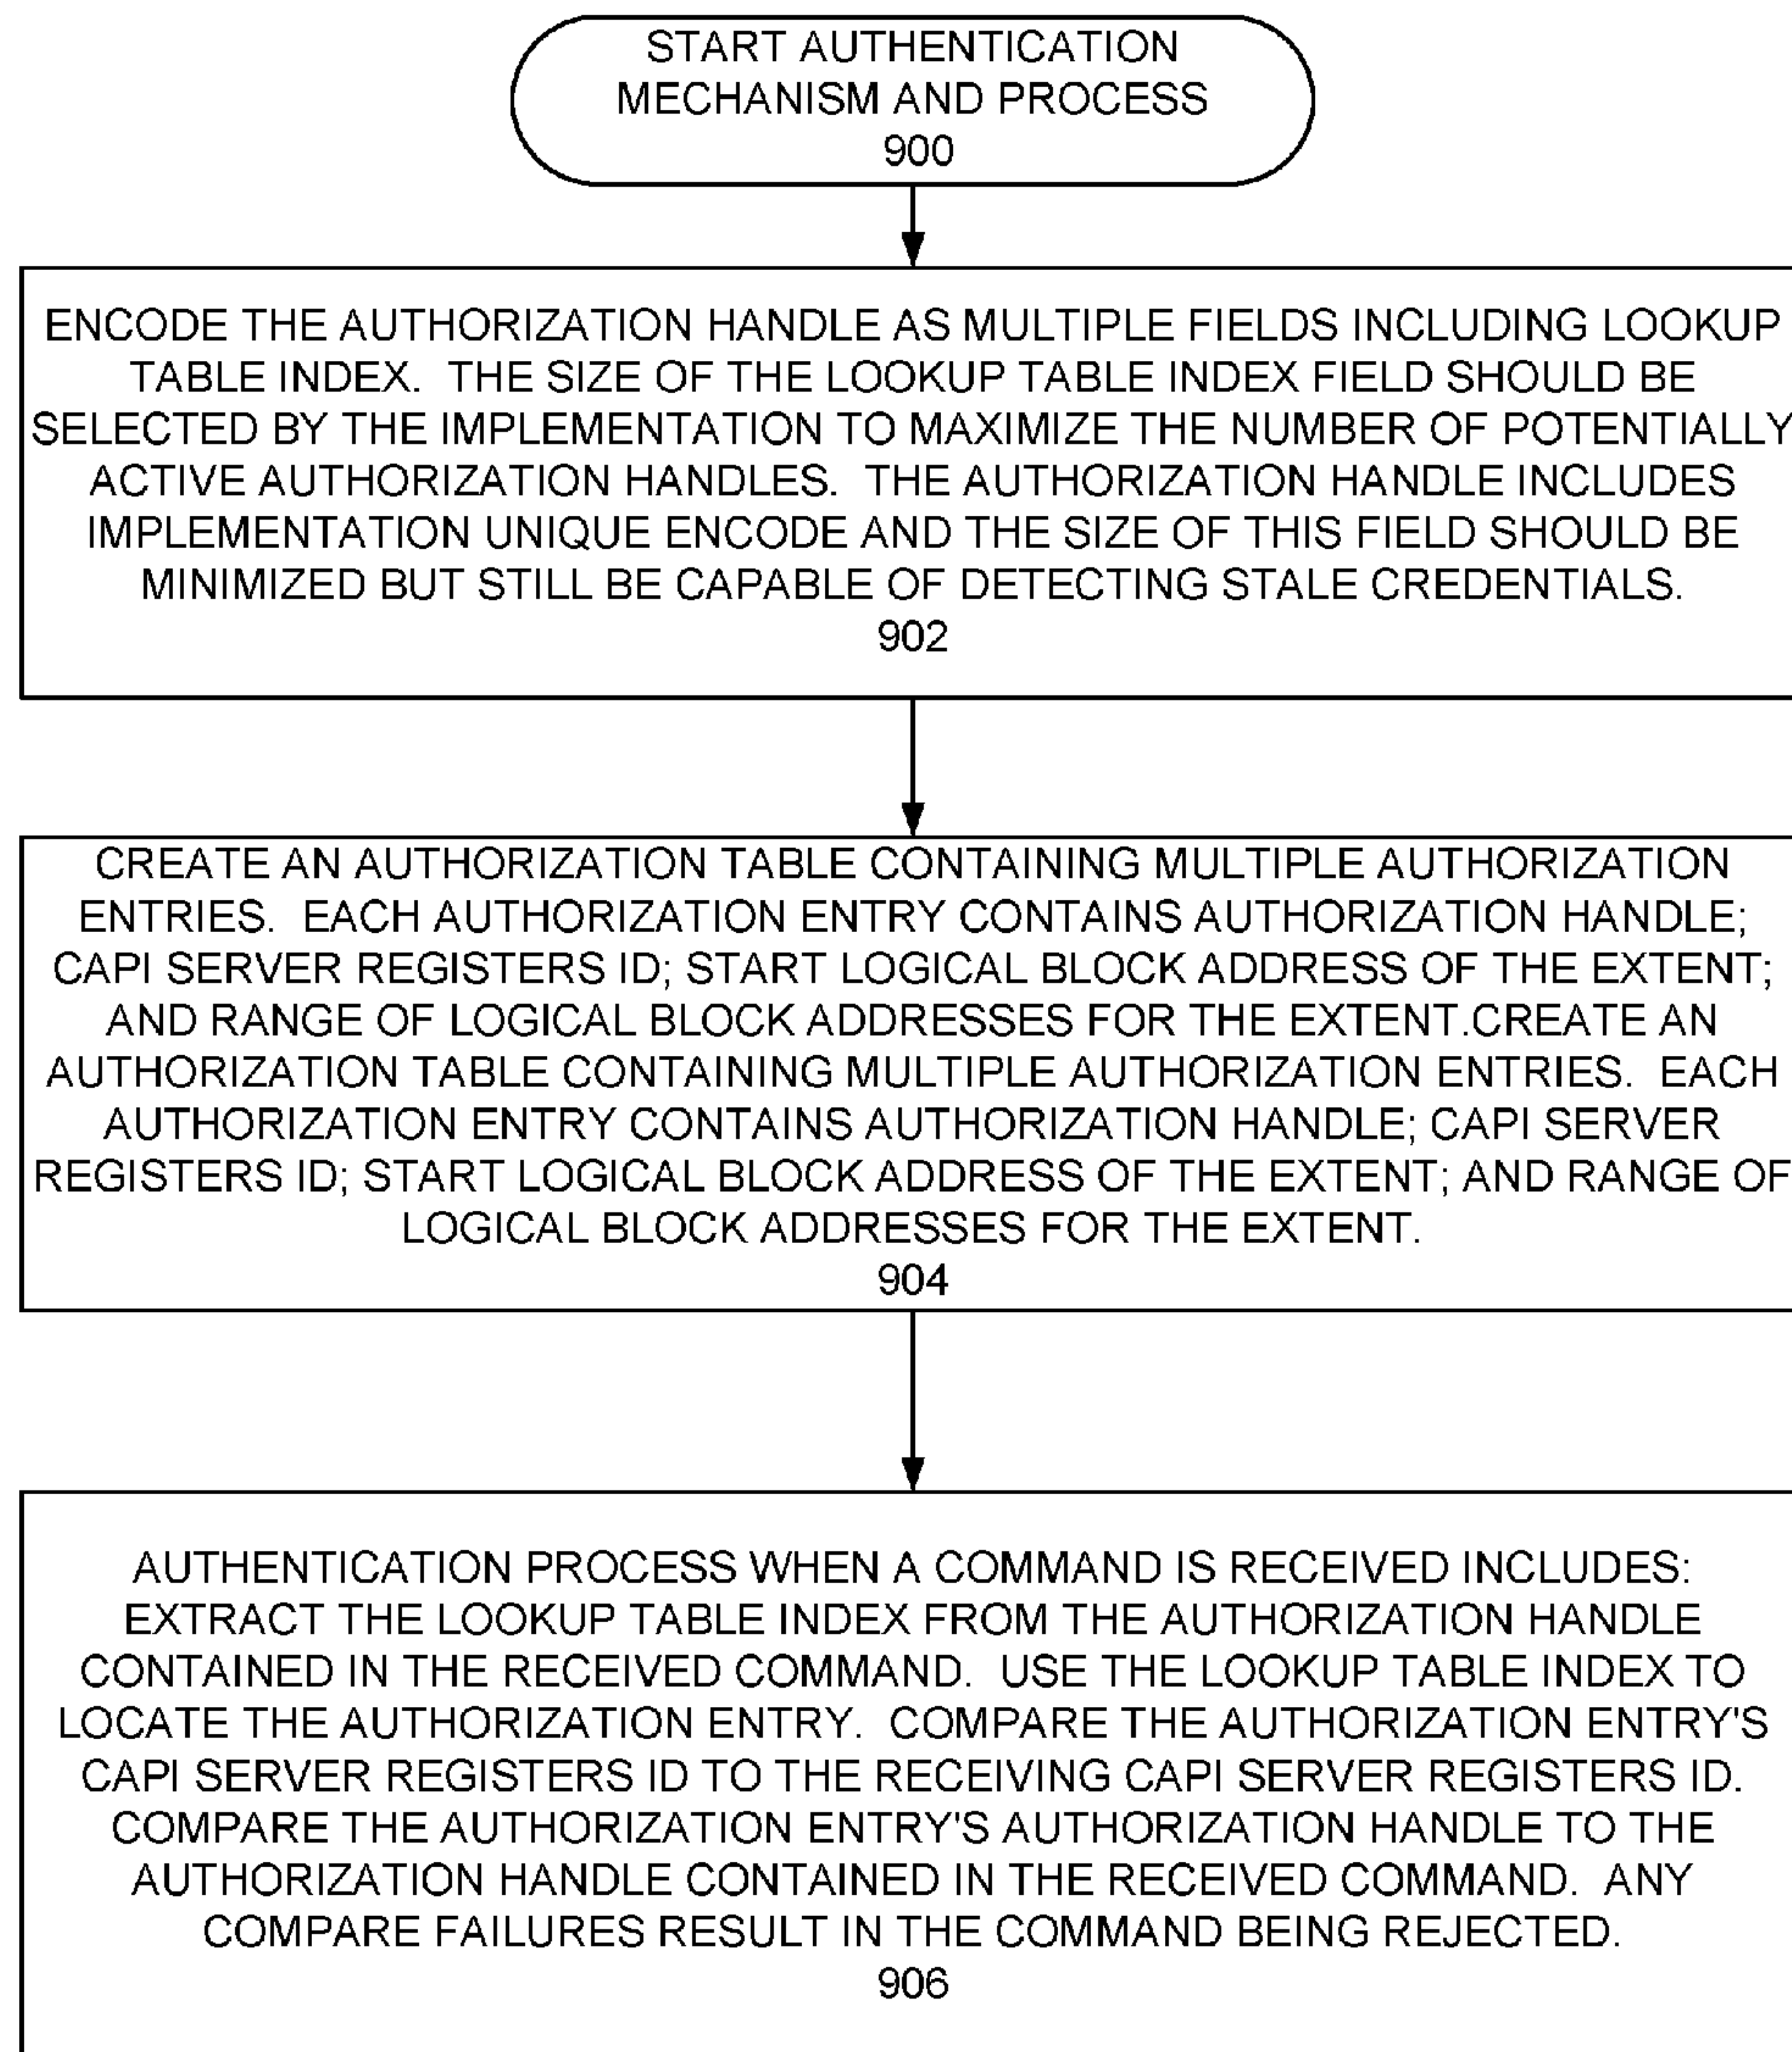 START AUTHENTICATION
MECHANISM AND PROCESS
900
ENCODE THE AUTHORIZATION HANDLE AS MULTIPLE FIELDS INCLUDING LOOKUP
TABLE INDEX. THE SIZE OF THE LOOKUP TABLE INDEX FIELD SHOULD BE
SELECTED BY THE IMPLEMENTATION TO MAXIMIZE THE NUMBER OF POTENTIALLY
ACTIVE AUTHORIZATION HANDLES. THE AUTHORIZATION HANDLE INCLUDES
IMPLEMENTATION UNIQUE ENCODE AND THE SIZE OF THIS FIELD SHOULD BE
MINIMIZED BUT STILL BE CAPABLE OF DETECTING STALE CREDENTIALS.
902
CREATE AN AUTHORIZATION TABLE CONTAINING MULTIPLE AUTHORIZATION
ENTRIES. EACH AUTHORIZATION ENTRY CONTAINS AUTHORIZATION HANDLE;
CAPI SERVER REGISTERS ID; START LOGICAL BLOCK ADDRESS OF THE EXTENT;
AND RANGE OF LOGICAL BLOCK ADDRESSES FOR THE EXTENT.CREATE AN
AUTHORIZATION TABLE CONTAINING MULTIPLE AUTHORIZATION ENTRIES. EACH
AUTHORIZATION ENTRY CONTAINS AUTHORIZATION HANDLE; CAPI SERVER
REGISTERS ID; START LOGICAL BLOCK ADDRESS OF THE EXTENT; AND RANGE OF
LOGICAL BLOCK ADDRESSES FOR THE EXTENT.
904
AUTHENTICATION PROCESS WHEN A COMMAND IS RECEIVED INCLUDES:
EXTRACT THE LOOKUP TABLE INDEX FROM THE AUTHORIZATION HANDLE
CONTAINED IN THE RECEIVED COMMAND. USE THE LOOKUP TABLE INDEX TO
LOCATE THE AUTHORIZATION ENTRY. COMPARE THE AUTHORIZATION ENTRY'S
CAPI SERVER REGISTERS ID TO THE RECEIVING CAPI SERVER REGISTERS ID.
COMPARE THE AUTHORIZATION ENTRY'S AUTHORIZATION HANDLE TO THE
AUTHORIZATION HANDLE CONTAINED IN THE RECEIVED COMMAND. ANY
COMPARE FAILURES RESULT IN THE COMMAND BEING REJECTED.
906